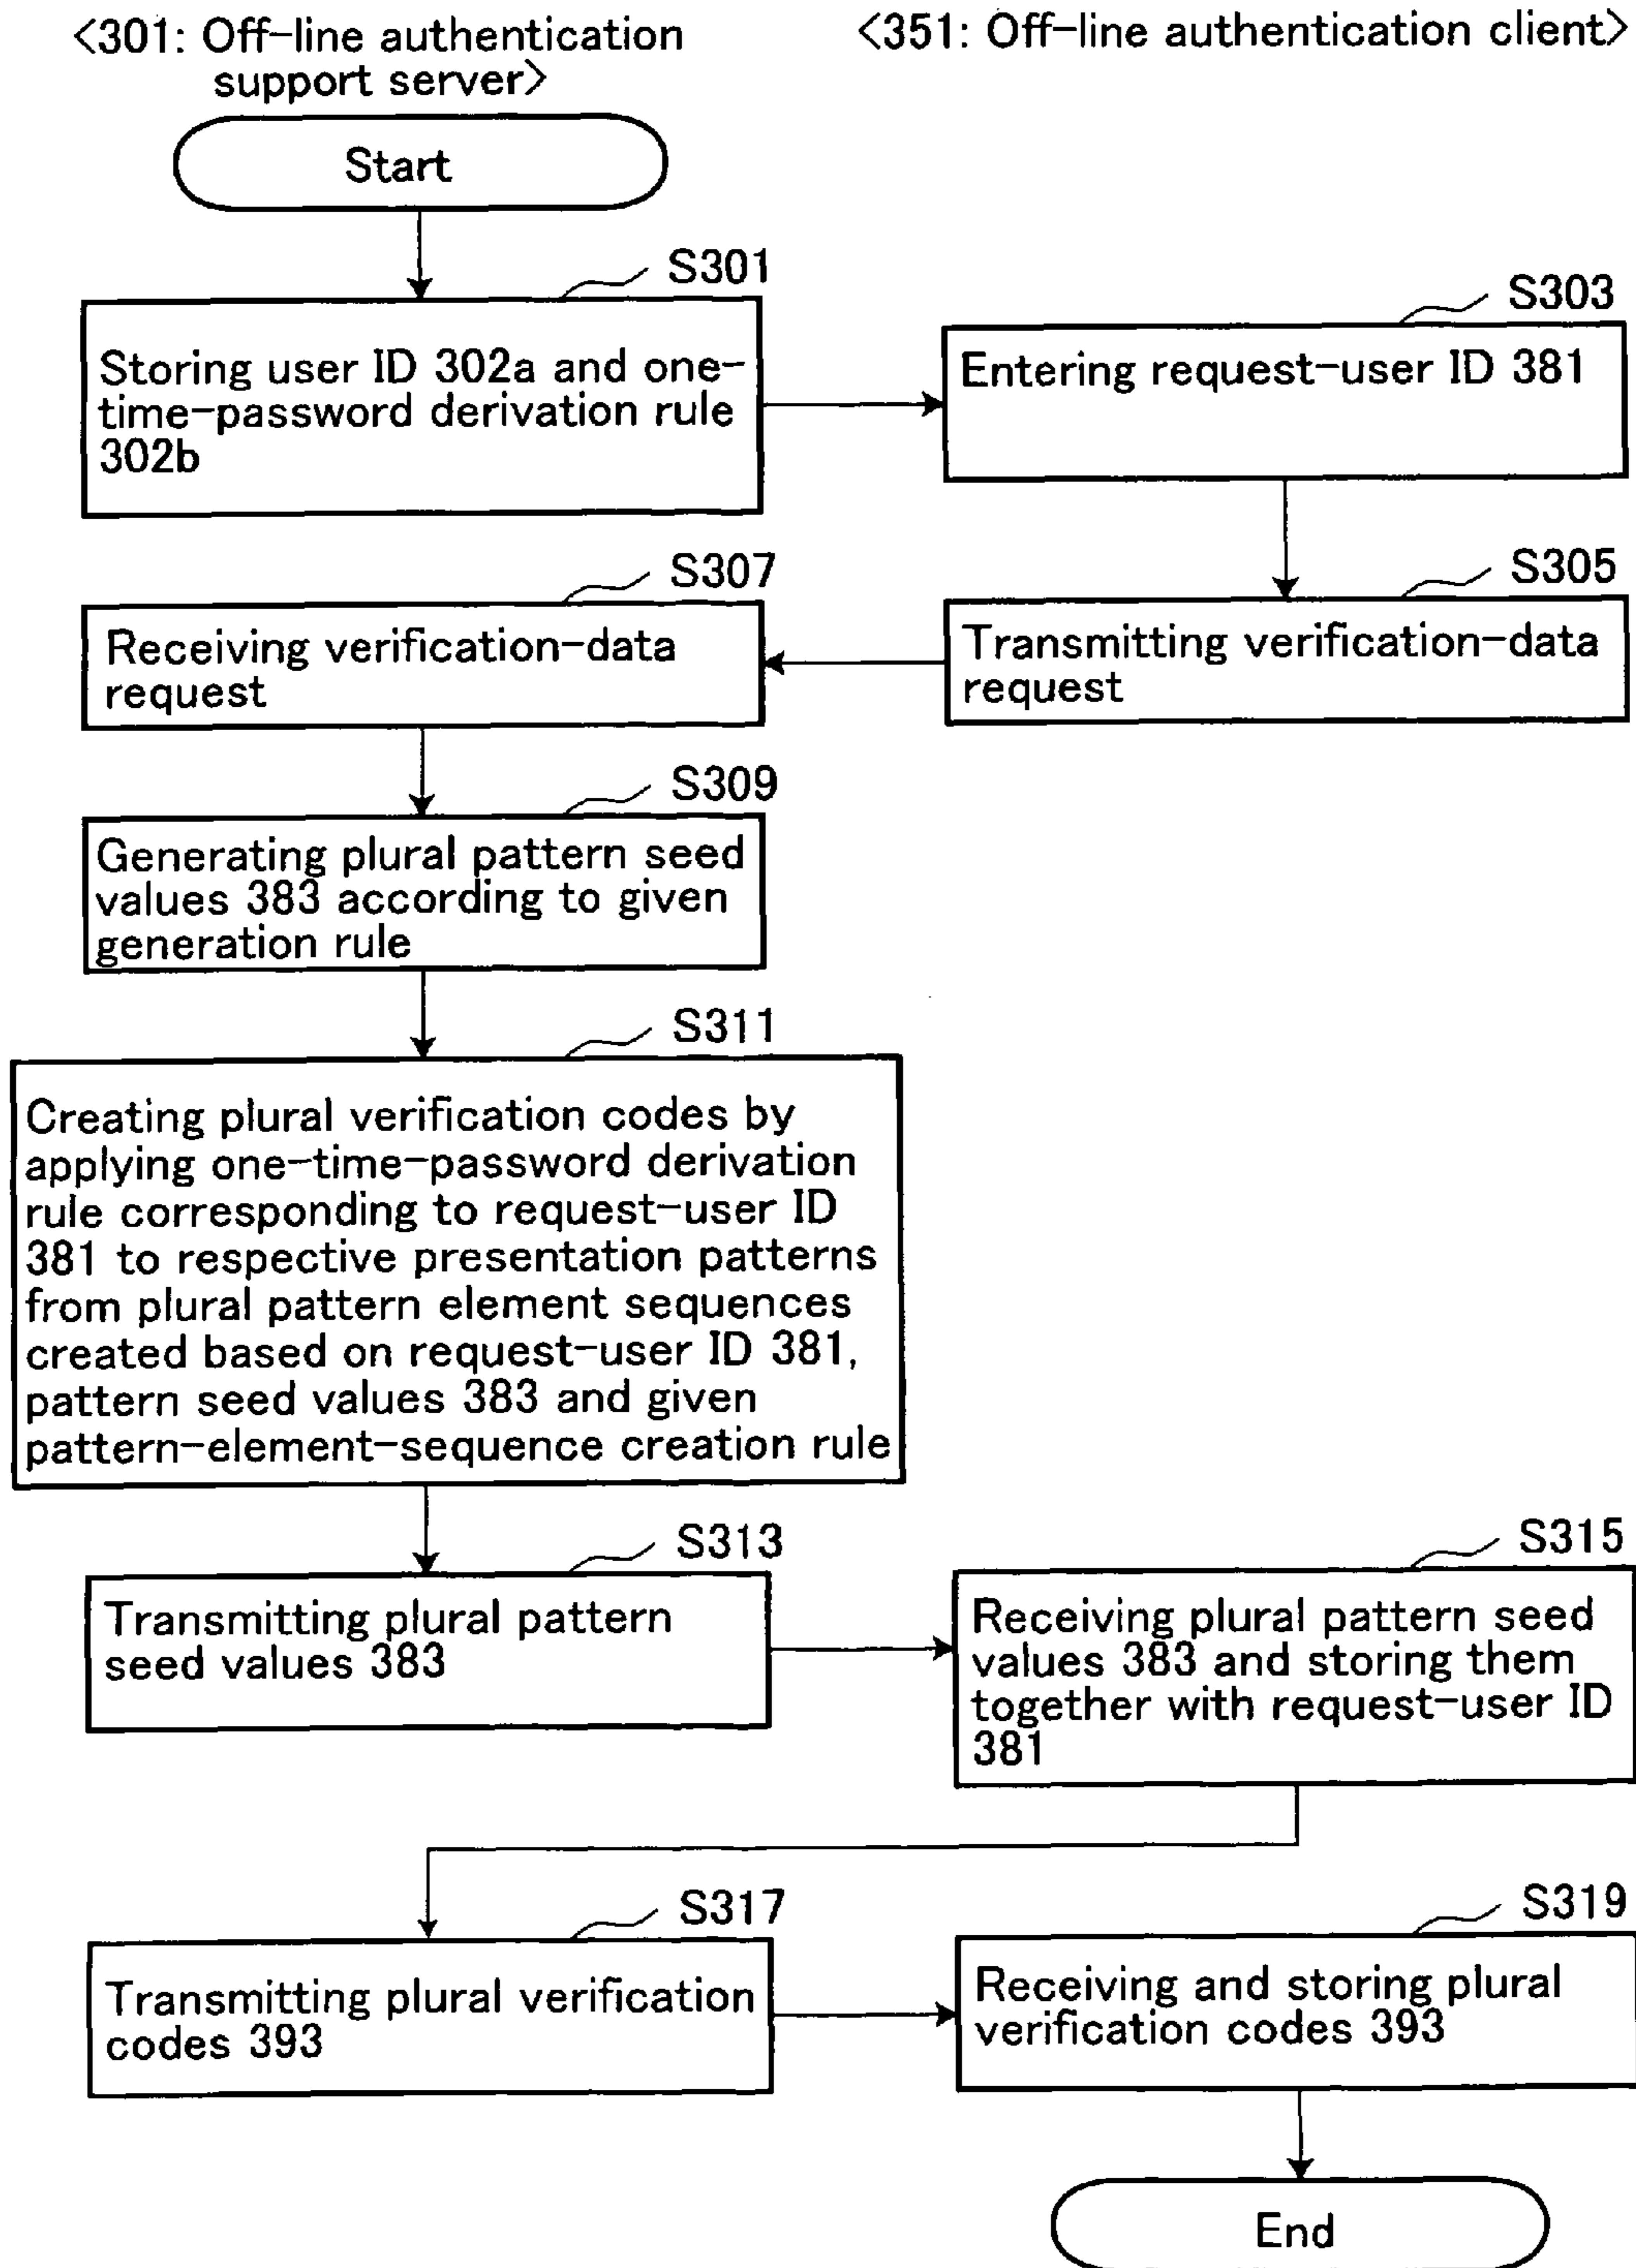 <301: Off-line authentication
support server>
<351: Off-line authentication client>
Start
S301
Storing user ID 302a and one-
time-password derivation rule
302b
S303
Entering request-user ID 381
S305
Transmitting verification-data
request
S307
Receiving verification-data
request
S309
Generating plural pattern seed
values 383 according to given
generation rule
S311
Creating plural verification codes by
applying one-time-password derivation
rule corresponding to request-user ID
381 to respective presentation patterns
from plural pattern element sequences
created based on request-user ID 381,
pattern seed values 383 and given
pattern-element-sequence creation rule
S313
Transmitting plural pattern
seed values 383
S315
Receiving plural pattern seed
values 383 and storing them
together with request-user ID
381
S317
Transmitting plural verification
codes 393
S319
Receiving and storing plural
verification codes 393
End